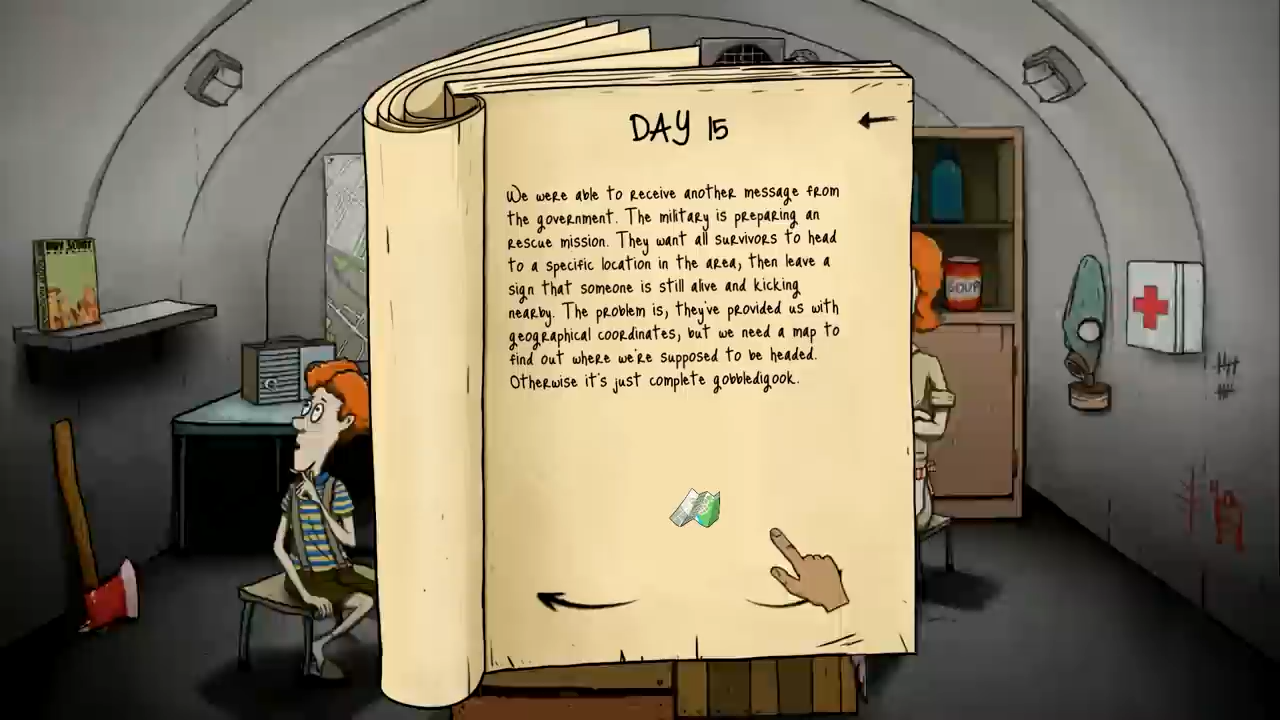 DAY 15
We were able to receive another message from
the government. The military is preparing an
rescue mission. They want all survivors to head
to a specific location in the area, then leave a
sign that someone is still alive and kicking
nearby. The problem is, they've provided us with
geographical coordinates, but we need a map to
find out where we're supposed to be headed.
Otherwise it's just complete gobbledigook.
SOUP